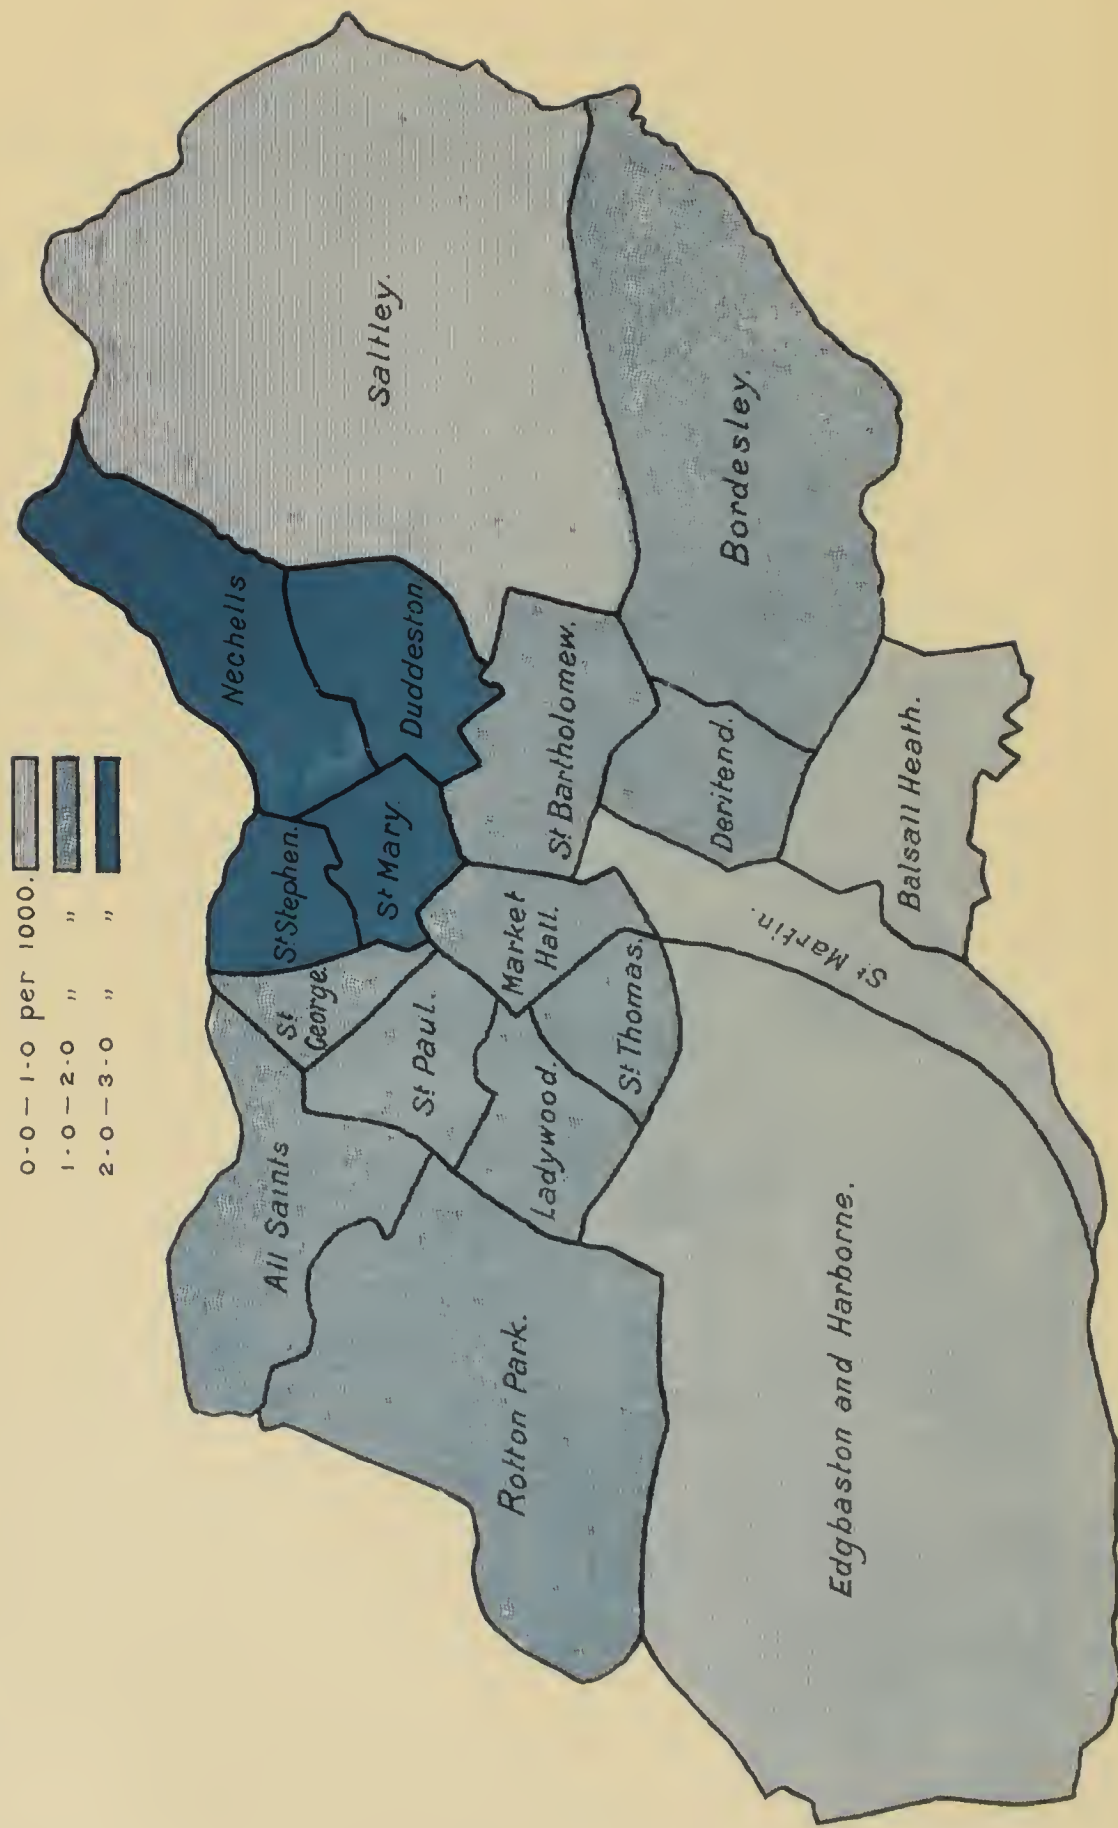 0-0 — 1-0 per 1000.
1-0 — 2-0 " "
2-0 — 3-0 " "
Nechells
Saltley.
Duddeston
St Stephen.
St Mary.
St George.
All Saints
St Paul.
Market Hall.
St Bartholomew.
Bordesley.
Deritend.
Ladywood.
St Thomas.
Rotton Park.
St Martin.
Balsall Heath.
Edgbaston and Harborne.